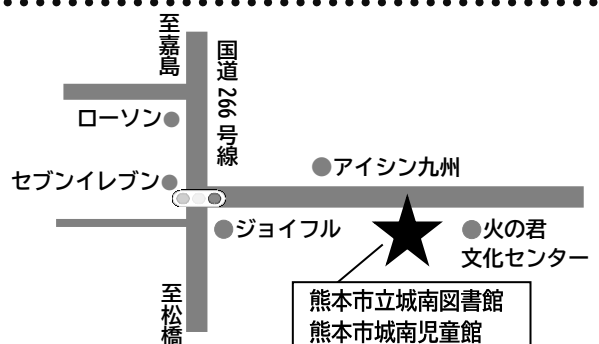 至嘉島
国道266号線
ローソン
アイシン九州
セブンイレブン
ジョイフル
火の君
文化センター
至松橋
熊本市立城南図書館
熊本市城南児童館